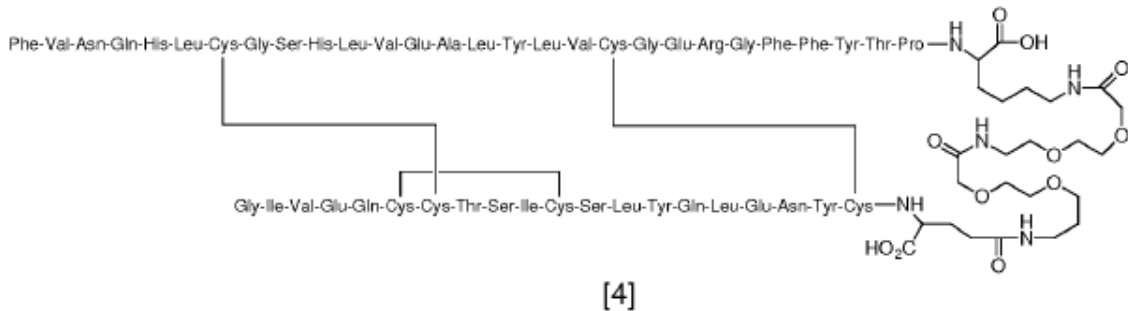 Phe-Val-Asn-Gln-His-Leu-Cys-Gly-Ser-His-Leu-Val-Glu-Ala-Leu-Tyr-Leu-Val-Cys-Gly-Glu-Arg-Gly-Phe-Phe-Tyr-Thr-Pro
H
N
O
OH
H
N
O
O
O
NH
O
O
O
O
Gly-Ile-Val-Glu-Gln-Cys-Cys-Thr-Ser-Ile-Cys-Ser-Leu-Tyr-Gln-Leu-Glu-Asn-Tyr-Cys
NH
HO₂C
O
N
H
[4]